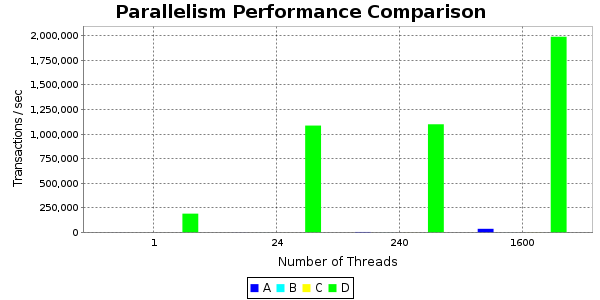 Parallelism Performance Comparison
2,000,000
1,750,000
1,500,000
1,250,000
1,000,000
750,000
500,000
250,000
0
Transactions / sec
1 24 240 1600
Number of Threads
A B C D